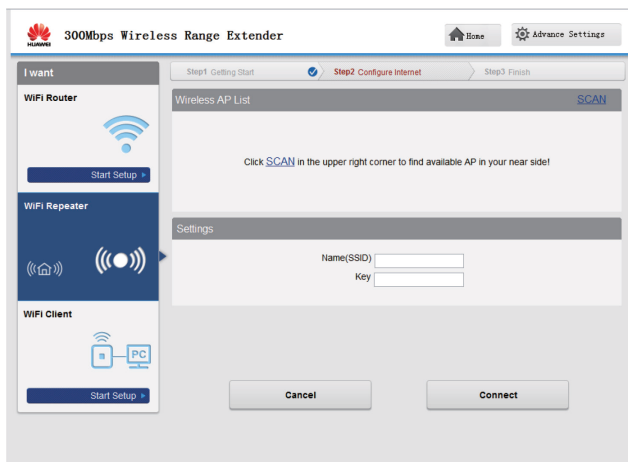 HUAWEI
300Mbps Wireless Range Extender
Home
Advance Settings
I want
Step1 Getting Start
Step2 Configure Internet
Step3 Finish
WiFi Router
Start Setup
WiFi Repeater
WiFi Client
PC
Start Setup
Wireless AP List
SCAN
Click SCAN in the upper right corner to find available AP in your near side!
Settings
Name(SSID)
Key
Cancel
Connect